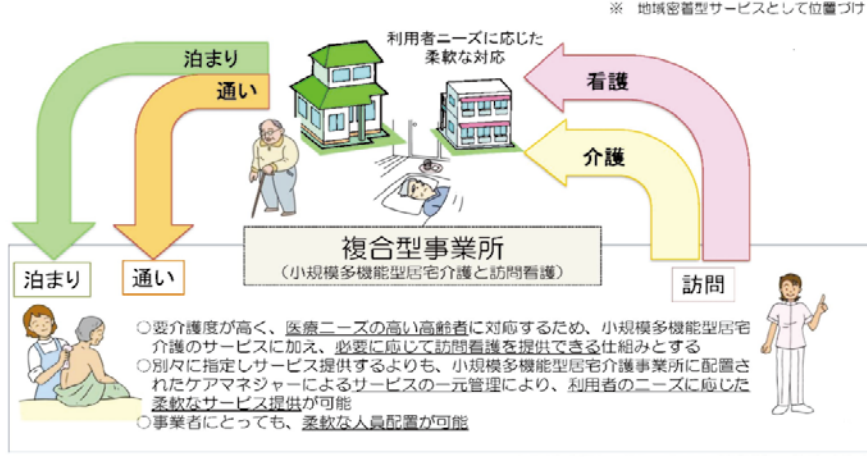 ※ 地域密着型サービスとして位置づけ
利用者ニーズに応じた
柔軟な対応
泊まり
通い
看護
介護
複合型事業所
（小規模多機能型居宅介護と訪問看護）
泊まり
通い
訪問
○要介護度が高く、医療ニーズの高い高齢者に対応するため、小規模多機能型居宅
介護のサービスに加え、必要に応じて訪問看護を提供できる仕組みとする
○別々に指定しサービス提供するよりも、小規模多機能型居宅介護事業所に配置さ
れたケアマネジャーによるサービスの一元管理により、利用者のニーズに応じた
柔軟なサービス提供が可能
○事業者にとっても、柔軟な人員配置が可能